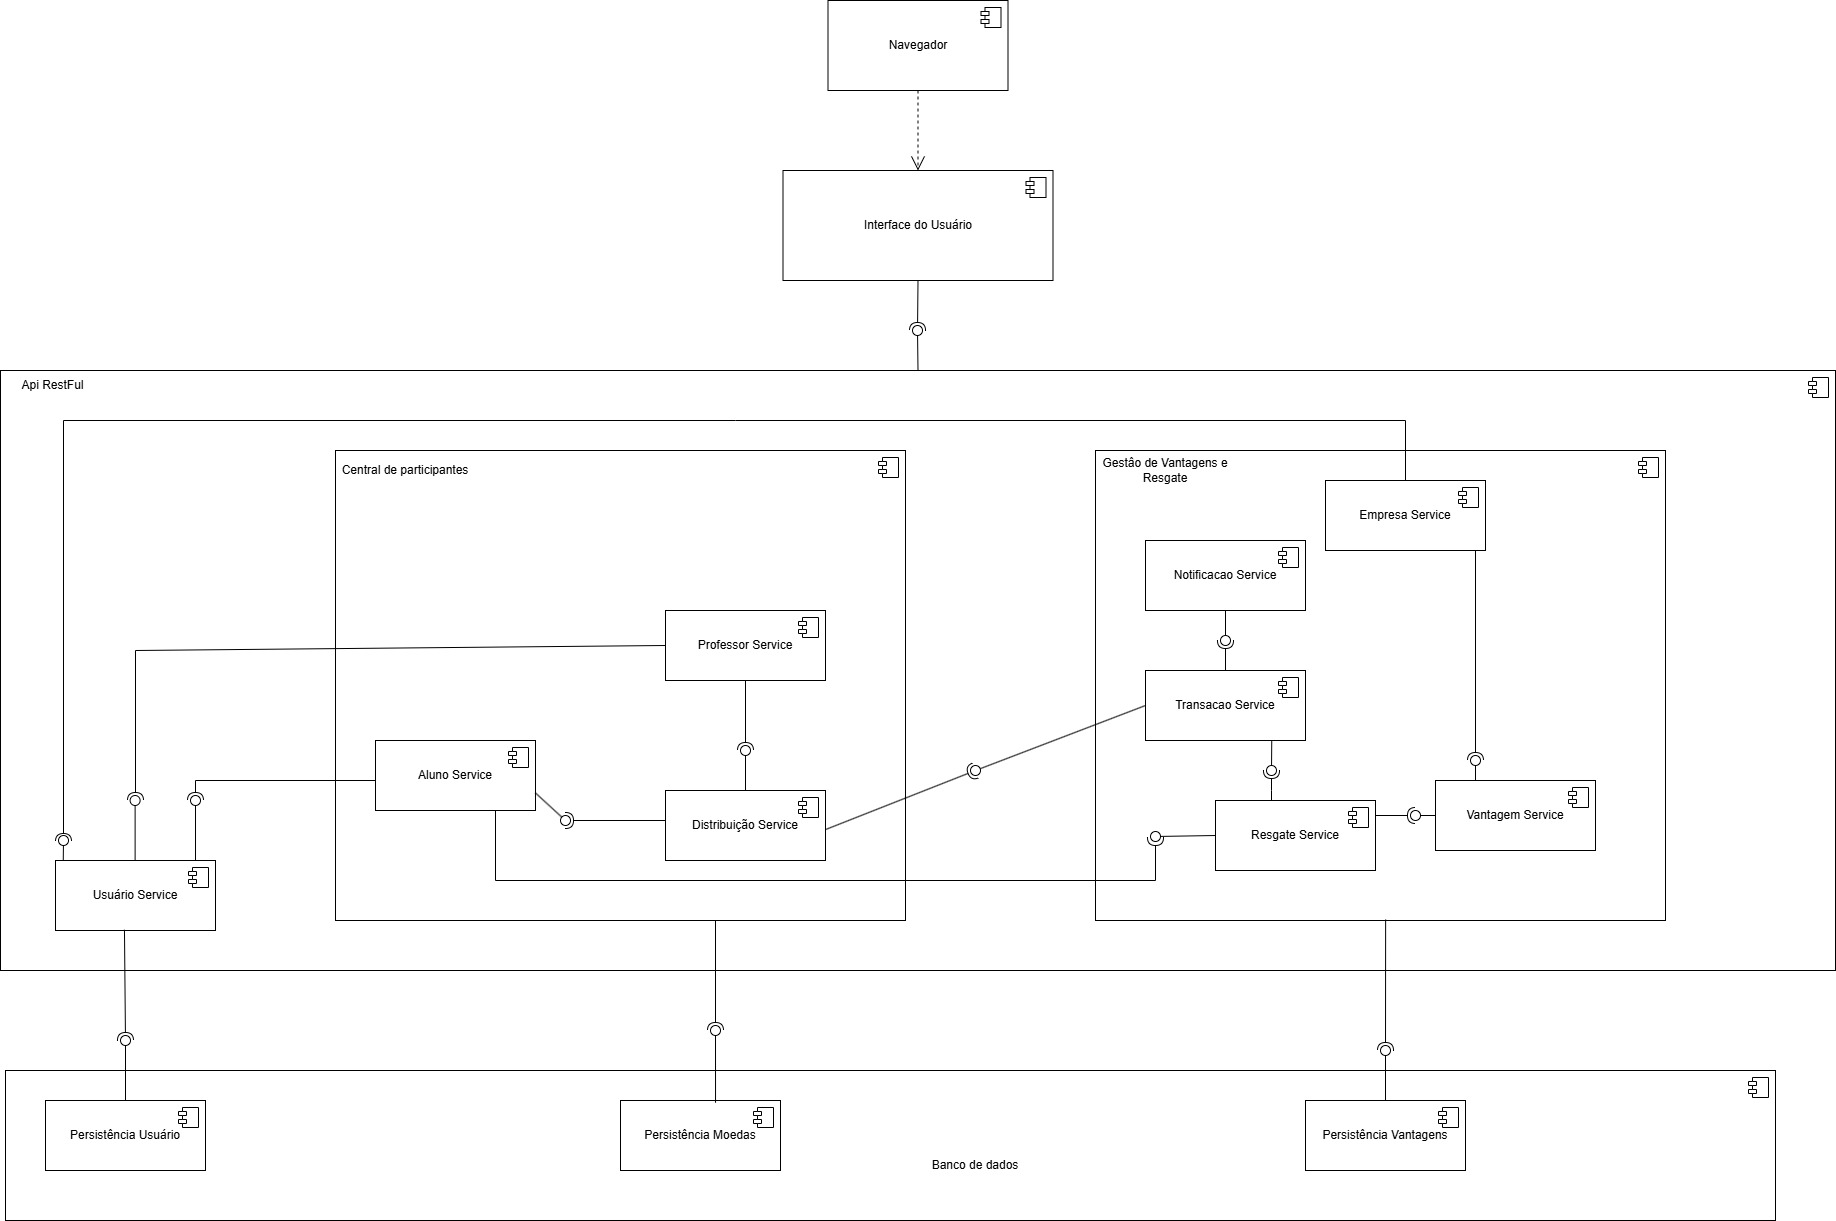 Navegador
Interface do Usuário
Api RestFul
Central de participantes
Gestão de Vantagens e
Resgate
Empresa Service
Notificacao Service
Professor Service
Transacao Service
Aluno Service
Distribuição Service
Vantagem Service
Resgate Service
Usuário Service
Persistência Usuário
Persistência Moedas
Persistência Vantagens
Banco de dados